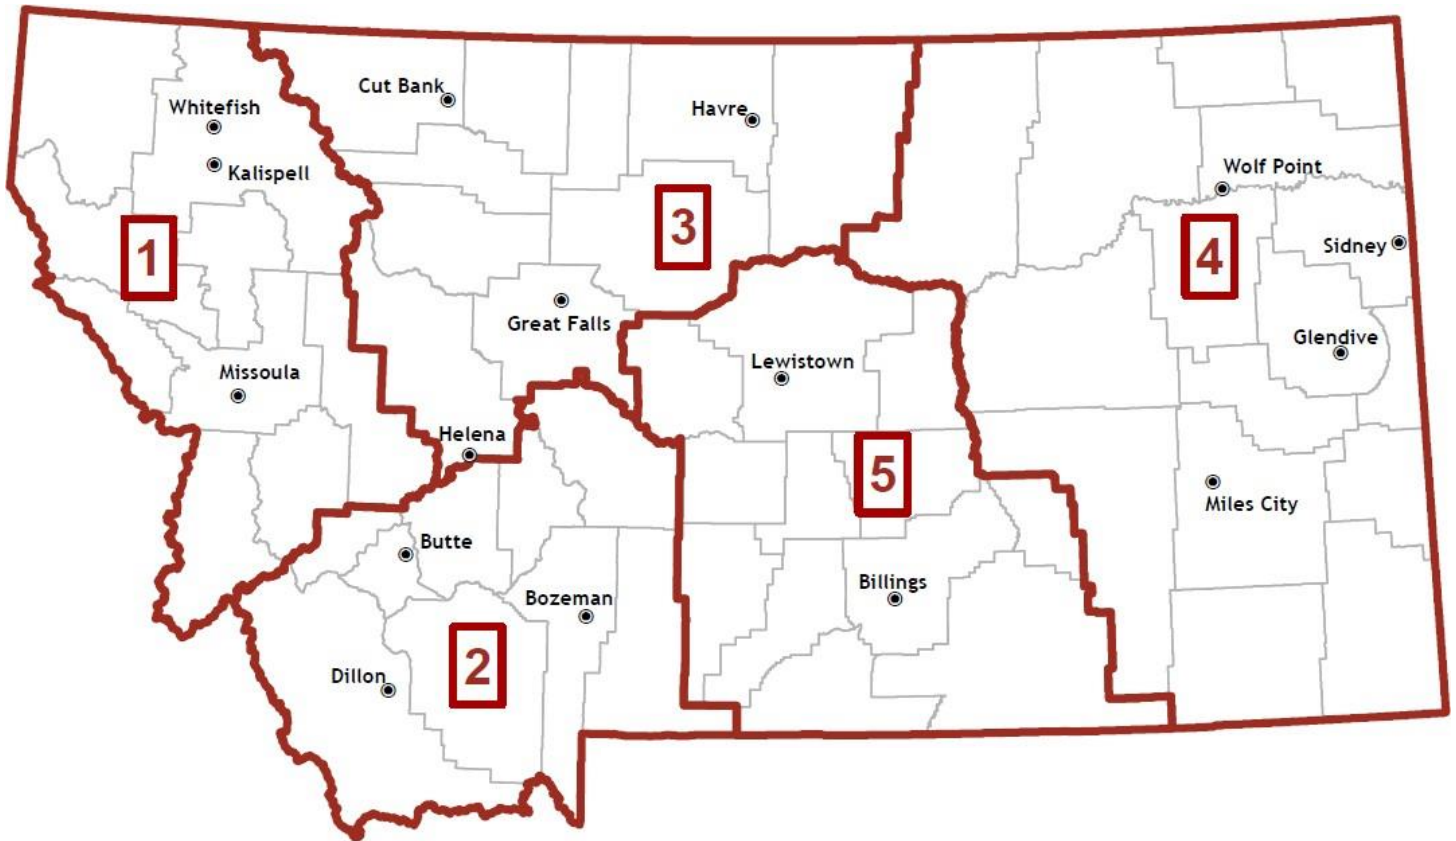 Cut Bank
Whitefish
Havre
Kalispell
Wolf Point
3
1
4
Sidney
Great Falls
Glendive
Lewistown
Missoula
Helena
5
Miles City
Butte
Billings
Bozeman
2
Dillon